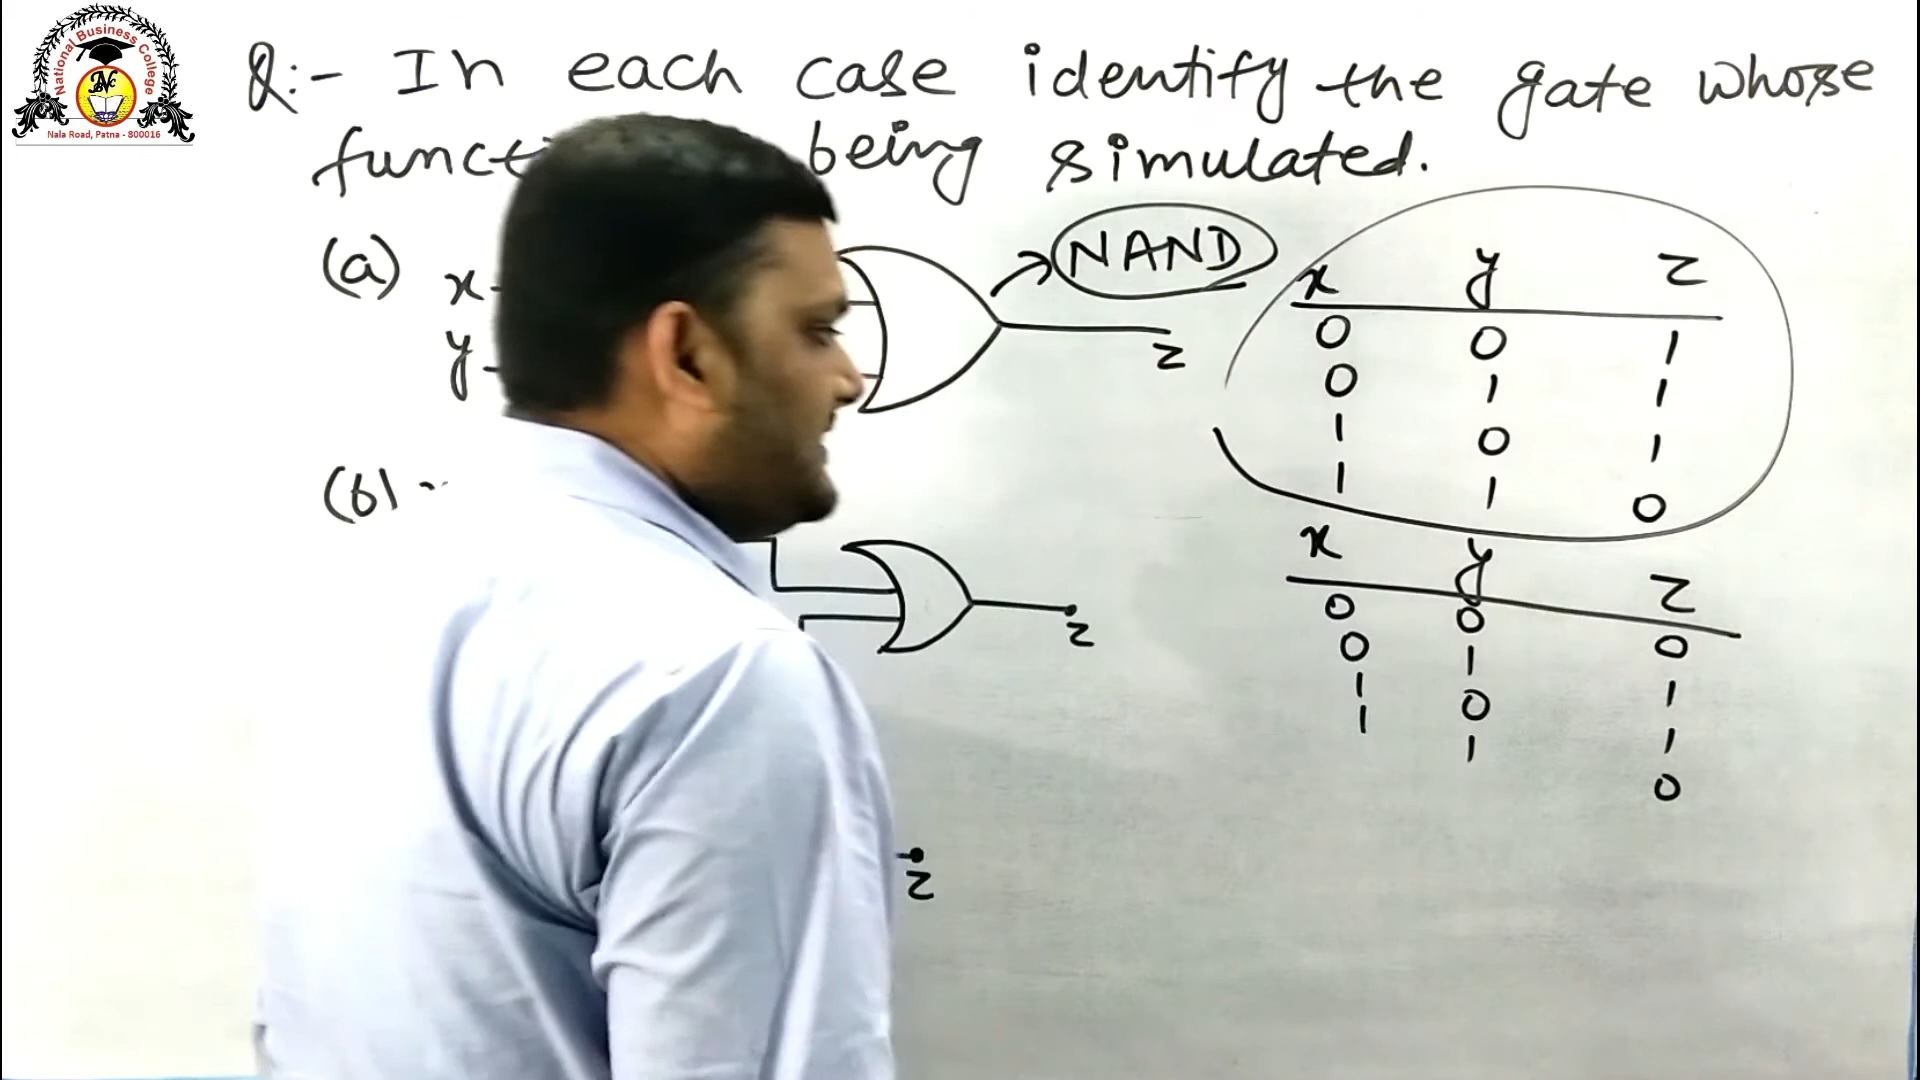 National Business College
NBC
Nala Road, Patna - 800016
Q:- In each case identify the gate whose
being simulated.
(a) x y z NAND
x y z
0 0 1
0 1 1
1 0 1
1 1 0
(b) z
x y z
0 0 0
0 1 1
1 0 1
1 1 0
z